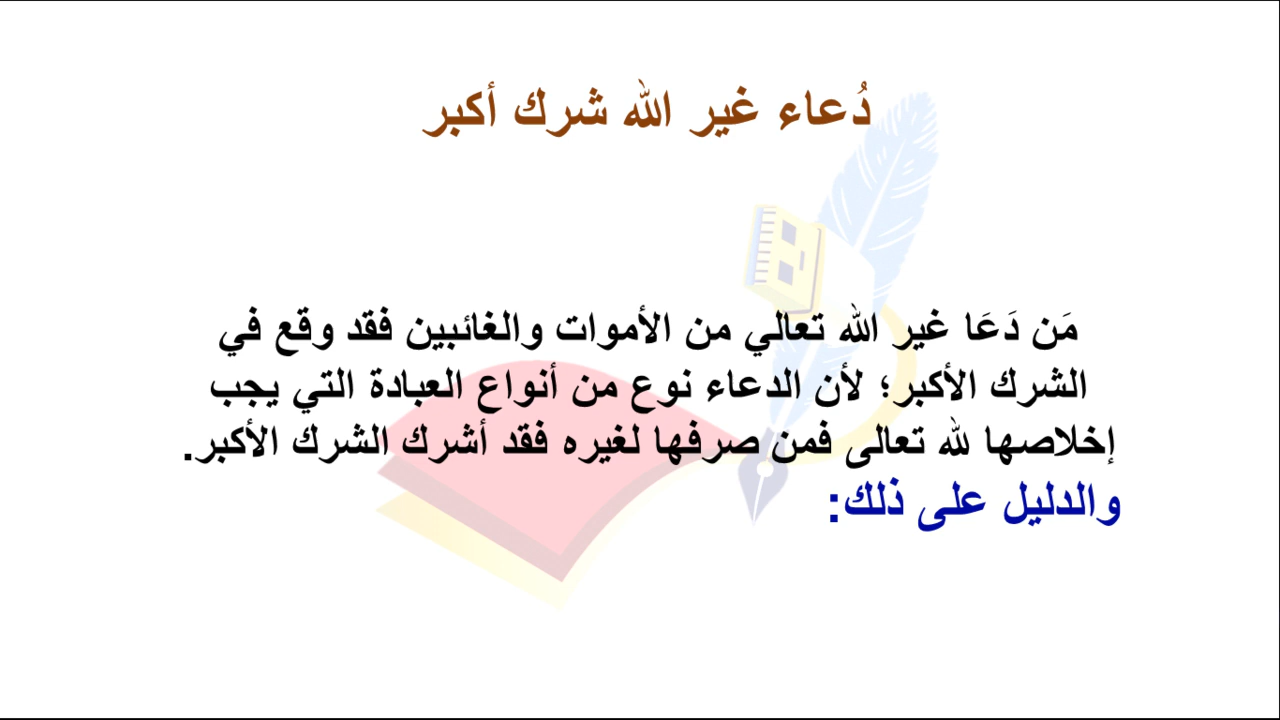 دُعاء غير الله شرك أكبر
مَن دَعَا غير الله تعالي من الأموات والغائبين فقد وقع في
الشرك الأكبر؛ لأن الدعاء نوع من أنواع العبادة التي يجب
إخلاصها لله تعالى فمن صرفها لغيره فقد أشرك الشرك الأكبر.
والدليل على ذلك: